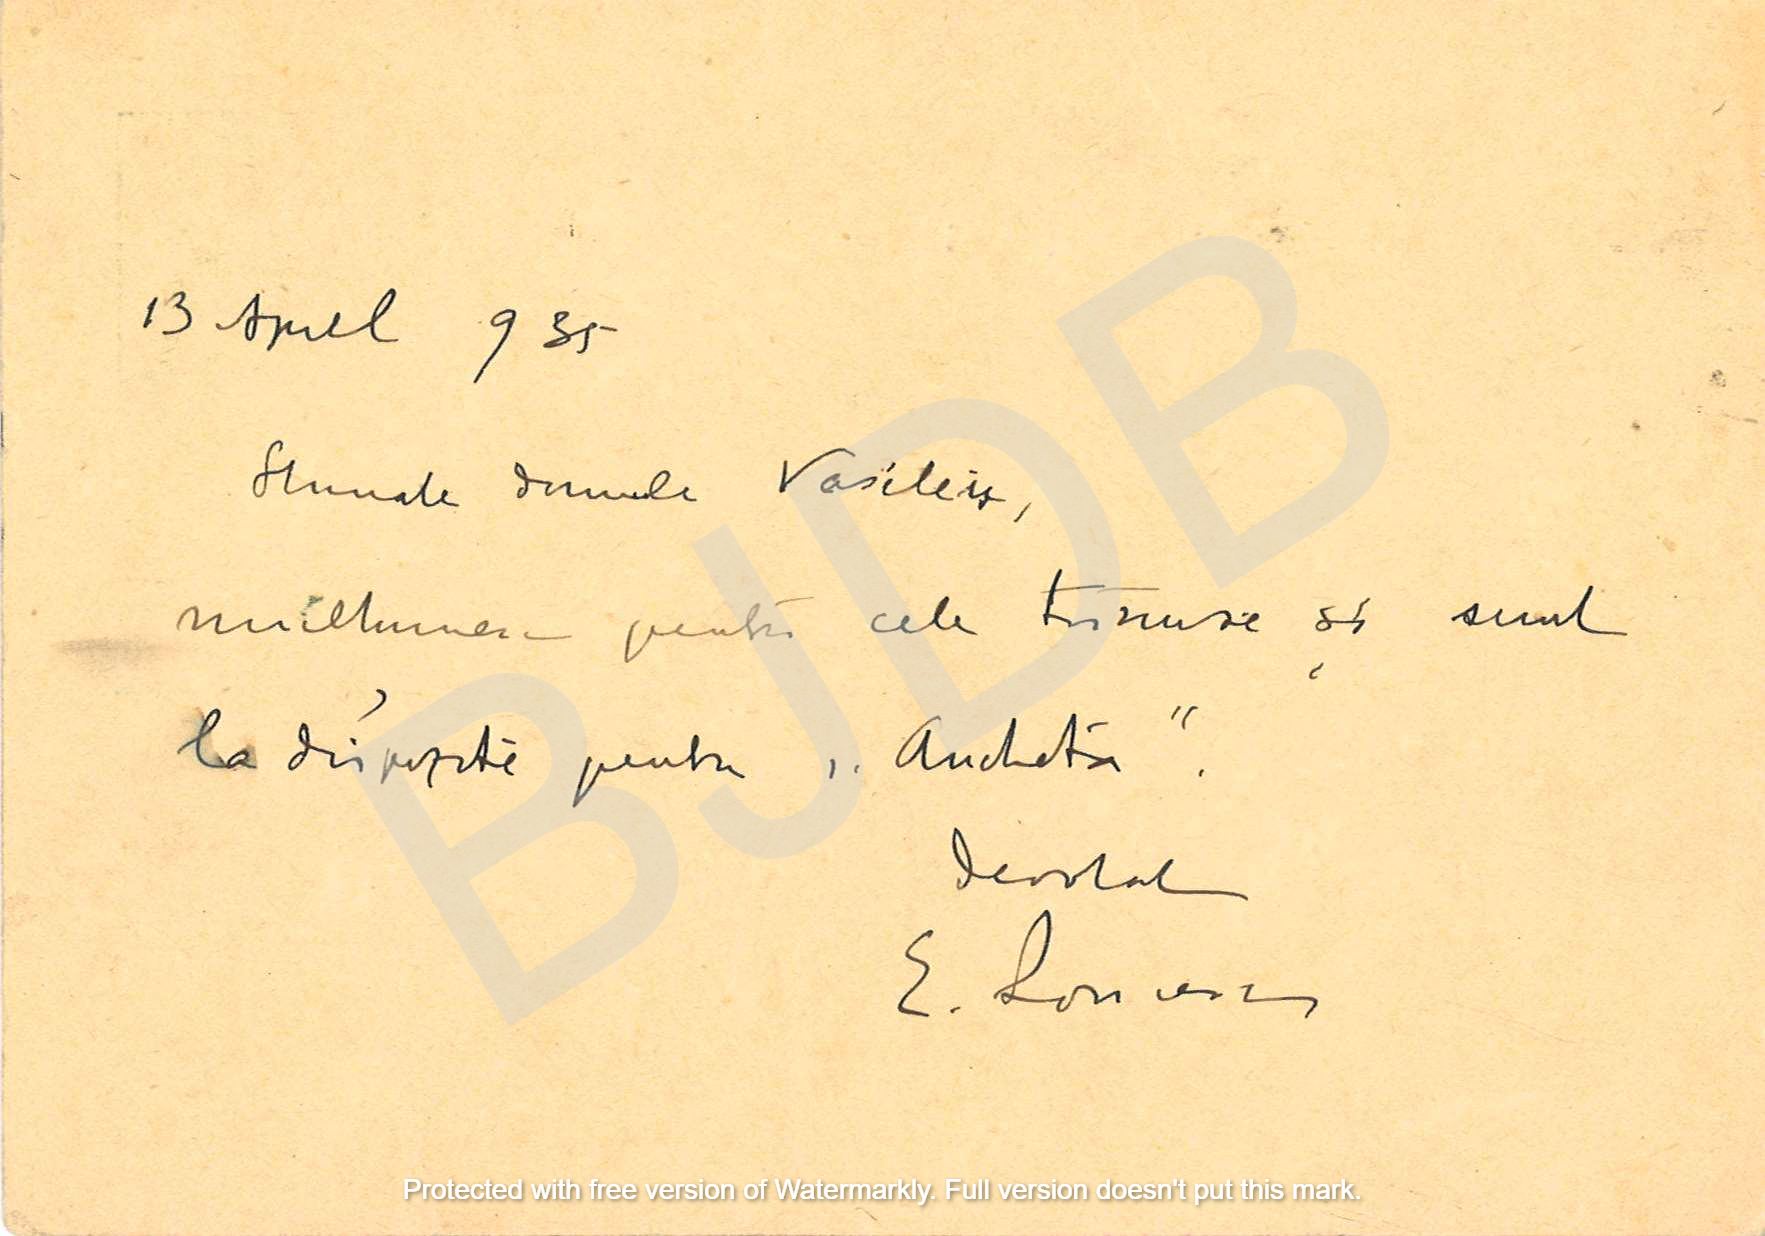 13 April 935
Stimate domnule Vasileiu,
mulțumesc pentru cele trimise și sunt
la dispoziție pentru „Ancheta”.
Devotat
E. Lovinescu
BJDB
Protected with free version of Watermarkly. Full version doesn't put this mark.